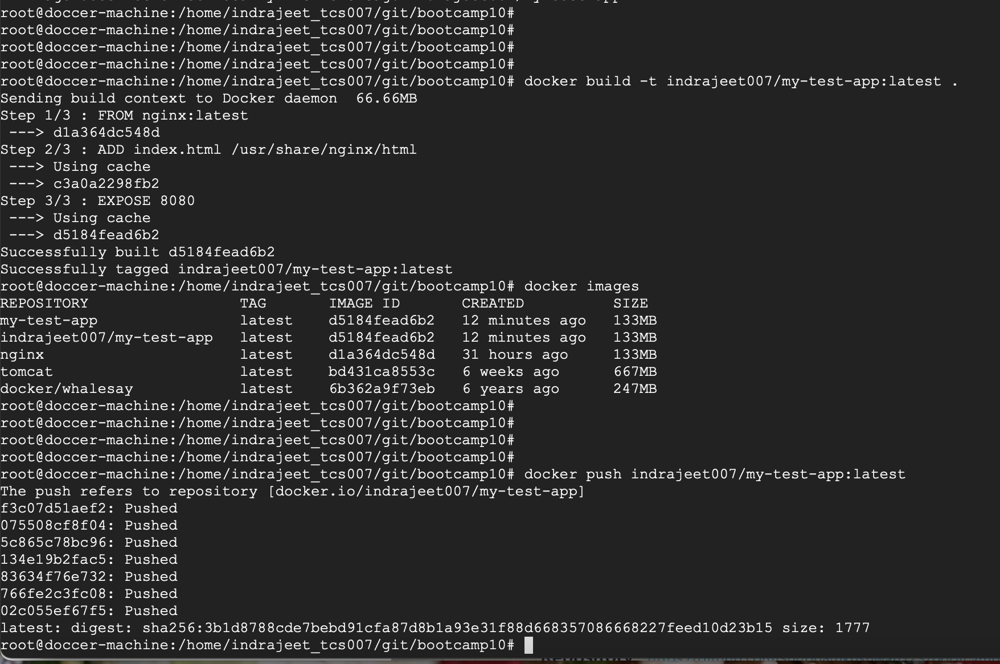 root@doccer-machine:/home/indrajeet_tcs007/git/bootcamp10#
root@doccer-machine:/home/indrajeet_tcs007/git/bootcamp10#
root@doccer-machine:/home/indrajeet_tcs007/git/bootcamp10#
root@doccer-machine:/home/indrajeet_tcs007/git/bootcamp10#
root@doccer-machine:/home/indrajeet_tcs007/git/bootcamp10# docker build -t indrajeet007/my-test-app:latest .
Sending build context to Docker daemon  66.66MB
Step 1/3 : FROM nginx:latest
 ---> d1a364dc548d
Step 2/3 : ADD index.html /usr/share/nginx/html
 ---> Using cache
 ---> c3a0a2298fb2
Step 3/3 : EXPOSE 8080
 ---> Using cache
 ---> d5184fead6b2
Successfully built d5184fead6b2
Successfully tagged indrajeet007/my-test-app:latest
root@doccer-machine:/home/indrajeet_tcs007/git/bootcamp10# docker images
REPOSITORY                 TAG       IMAGE ID       CREATED          SIZE
my-test-app                latest    d5184fead6b2   12 minutes ago   133MB
indrajeet007/my-test-app   latest    d5184fead6b2   12 minutes ago   133MB
nginx                      latest    d1a364dc548d   31 hours ago     133MB
tomcat                     latest    bd431ca8553c   6 weeks ago      667MB
docker/whalesay            latest    6b362a9f73eb   6 years ago      247MB
root@doccer-machine:/home/indrajeet_tcs007/git/bootcamp10#
root@doccer-machine:/home/indrajeet_tcs007/git/bootcamp10#
root@doccer-machine:/home/indrajeet_tcs007/git/bootcamp10#
root@doccer-machine:/home/indrajeet_tcs007/git/bootcamp10#
root@doccer-machine:/home/indrajeet_tcs007/git/bootcamp10# docker push indrajeet007/my-test-app:latest
The push refers to repository [docker.io/indrajeet007/my-test-app]
f3c07d51aef2: Pushed
075508cf8f04: Pushed
5c865c78bc96: Pushed
134e19b2fac5: Pushed
83634f76e732: Pushed
766fe2c3fc08: Pushed
02c055ef67f5: Pushed
latest: digest: sha256:3b1d8788cde7bebd91cfa87d8b1a93e31f88d668357086668227feed10d23b15 size: 1777
root@doccer-machine:/home/indrajeet_tcs007/git/bootcamp10#